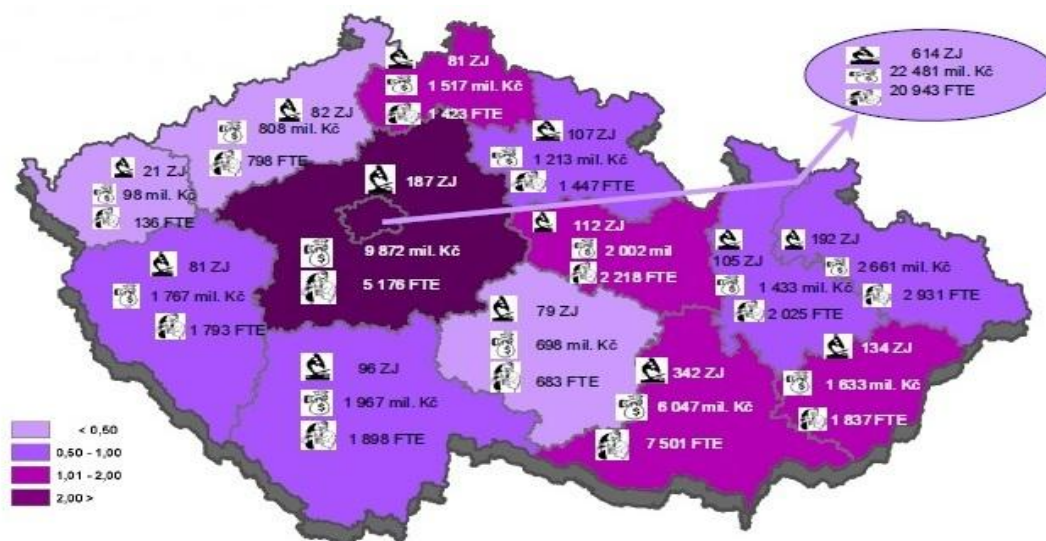 81 ZJ
1 517 mil. Kč
1 423 FTE
614 ZJ
22 481 mil. Kč
20 943 FTE
82 ZJ
808 mil. Kč
798 FTE
107 ZJ
1 213 mil. Kč
1 447 FTE
21 ZJ
98 mil. Kč
136 FTE
187 ZJ
9 872 mil. Kč
5 176 FTE
112 ZJ
2 002 mil
2 218 FTE
105 ZJ
1 433 mil. Kč
2 025 FTE
192 ZJ
2 661 mil. Kč
2 931 FTE
81 ZJ
1 767 mil. Kč
1 793 FTE
79 ZJ
698 mil. Kč
683 FTE
134 ZJ
1 633 mil. Kč
1 837 FTE
96 ZJ
1 967 mil. Kč
1 898 FTE
342 ZJ
6 047 mil. Kč
7 501 FTE
< 0,50
0,50 - 1,00
1,01 - 2,00
2,00 >